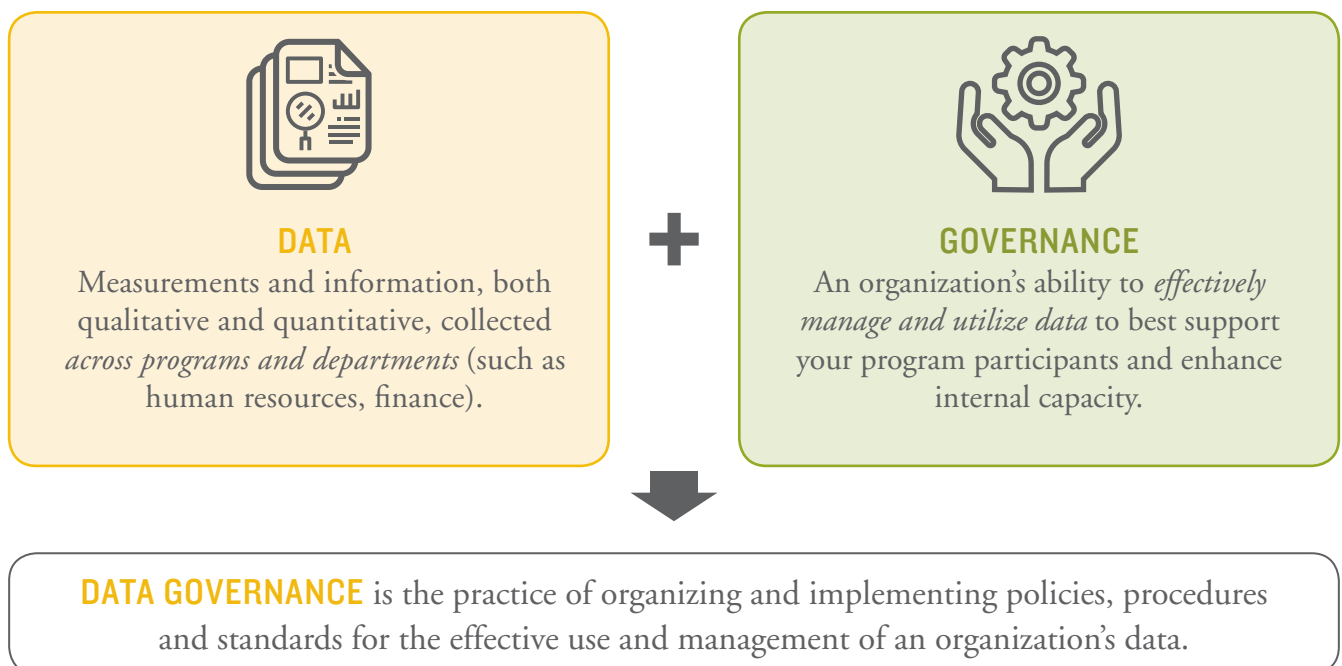 DATA
Measurements and information, both
qualitative and quantitative, collected
across programs and departments (such as
human resources, finance).
+
GOVERNANCE
An organization’s ability to effectively
manage and utilize data to best support
your program participants and enhance
internal capacity.
DATA GOVERNANCE is the practice of organizing and implementing policies, procedures
and standards for the effective use and management of an organization’s data.